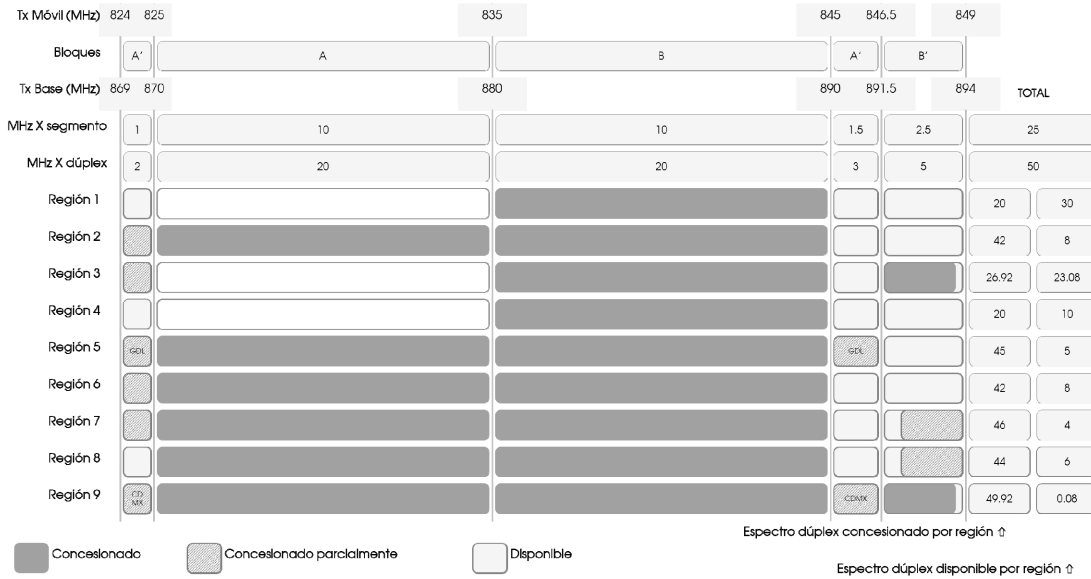 Tx Móvil (MHz) 824 825 835 845 846.5 849
Bloques A' A B A' B'
Tx Base (MHz) 869 870 880 890 891.5 894 TOTAL
MHz X segmento 1 10 10 1.5 2.5 25
MHz X dúplex 2 20 20 3 5 50
Región 1 20 30
Región 2 42 8
Región 3 26.92 23.08
Región 4 20 10
Región 5 GDL GDL 45 5
Región 6 42 8
Región 7 46 4
Región 8 44 6
Región 9 CD MX CDMX 49.92 0.08
Espectro dúplex concesionado por región ⇧
Concesionado Concesionado parcialmente Disponible
Espectro dúplex disponible por región ⇧